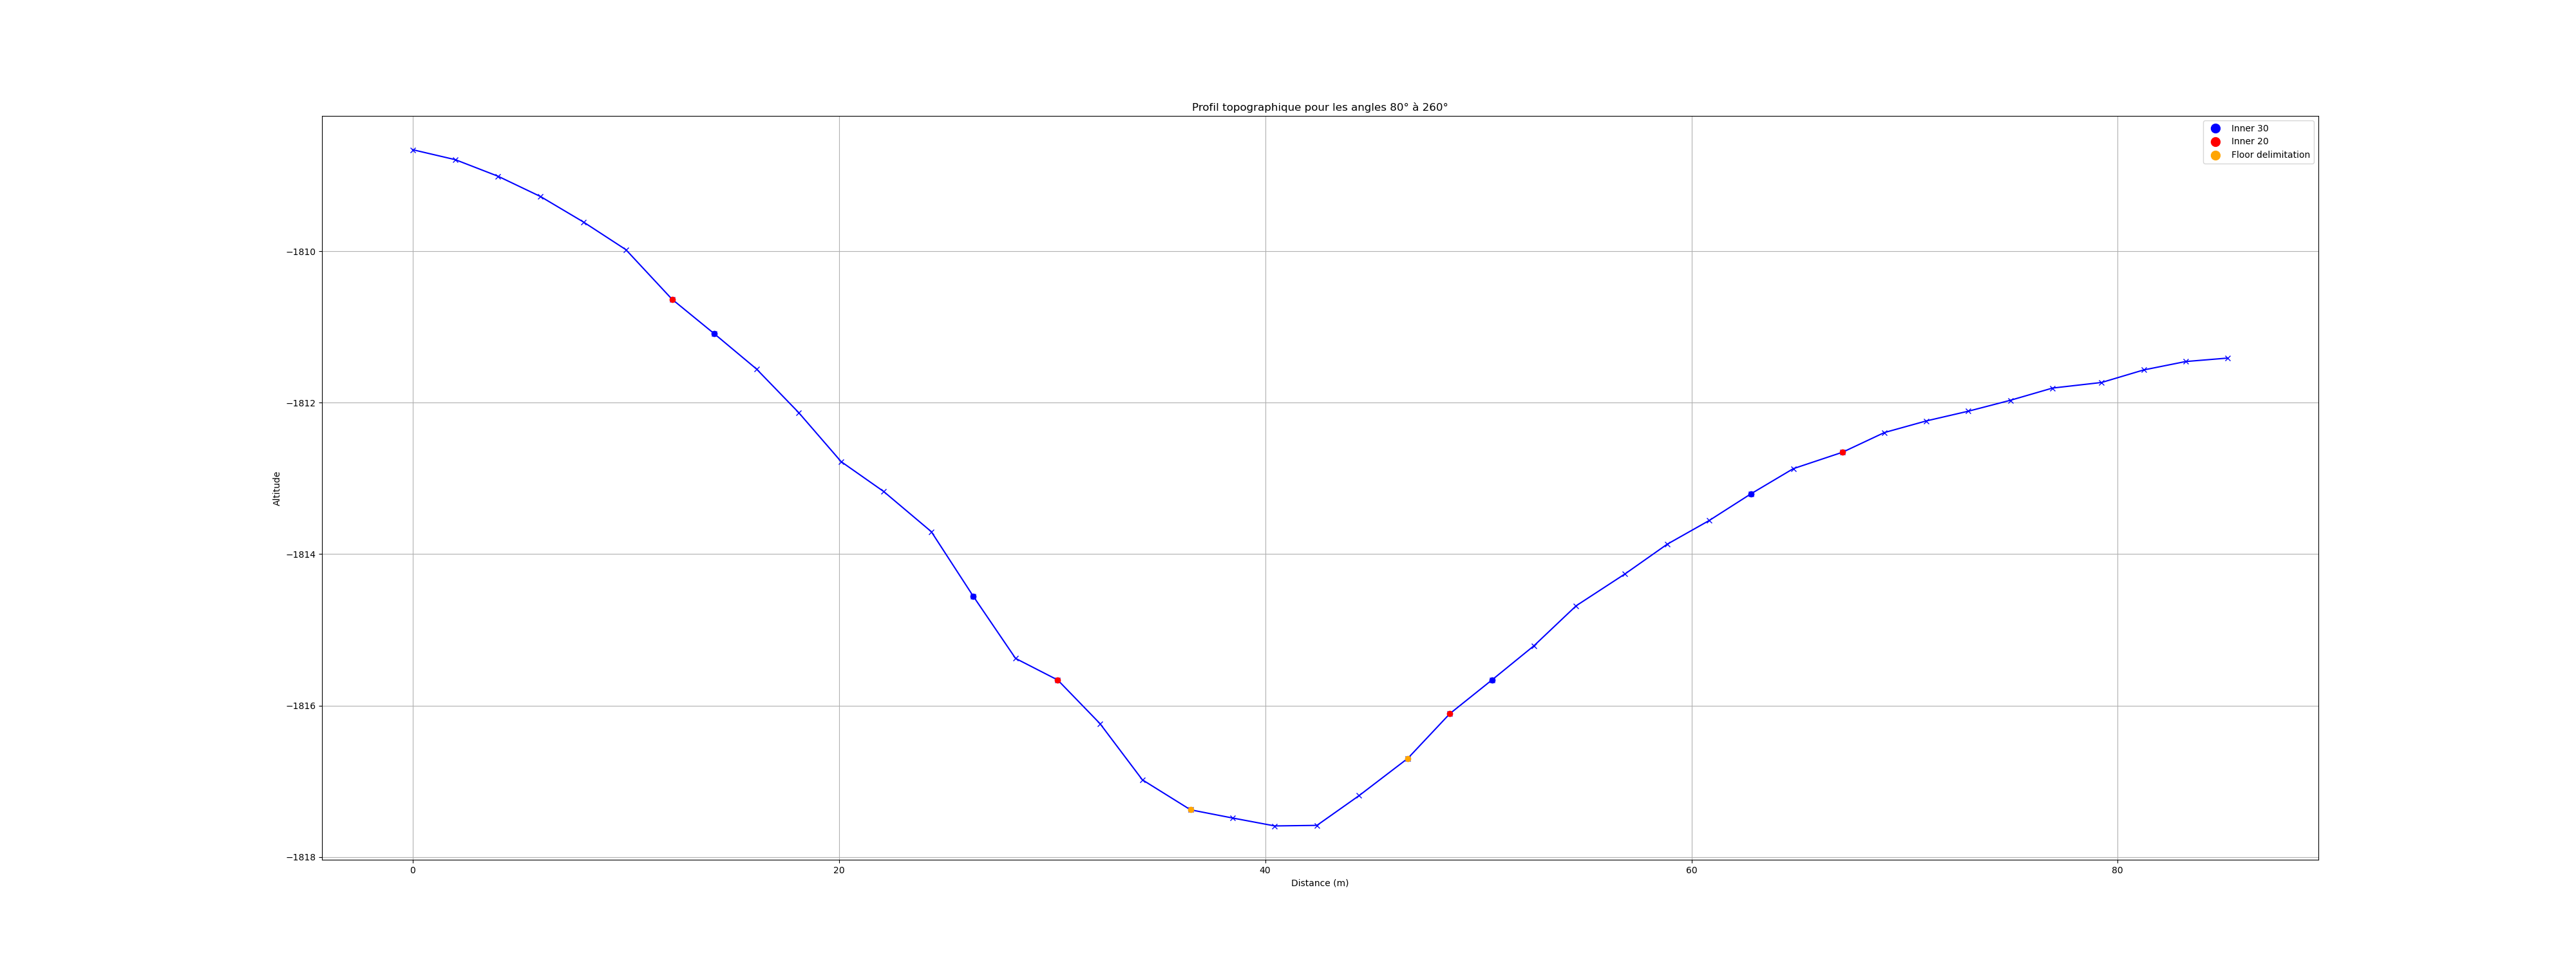 Profil topographique pour les angles 80° à 260°
Inner 30
Inner 20
Floor delimitation
−1810
−1812
−1814
−1816
−1818
Altitude
0 20 40 60 80
Distance (m)